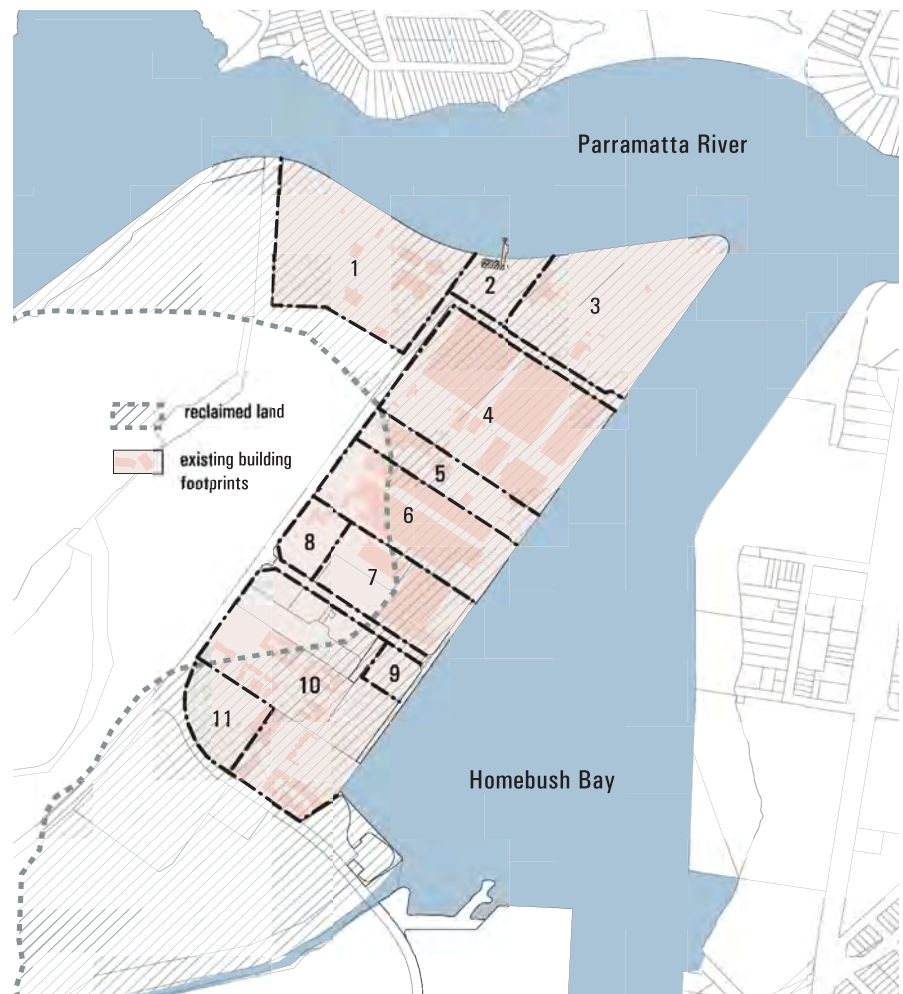 Parramatta River
1
2
3
reclaimed land
4
existing building
footprints
5
6
8
7
9
10
11
Homebush Bay